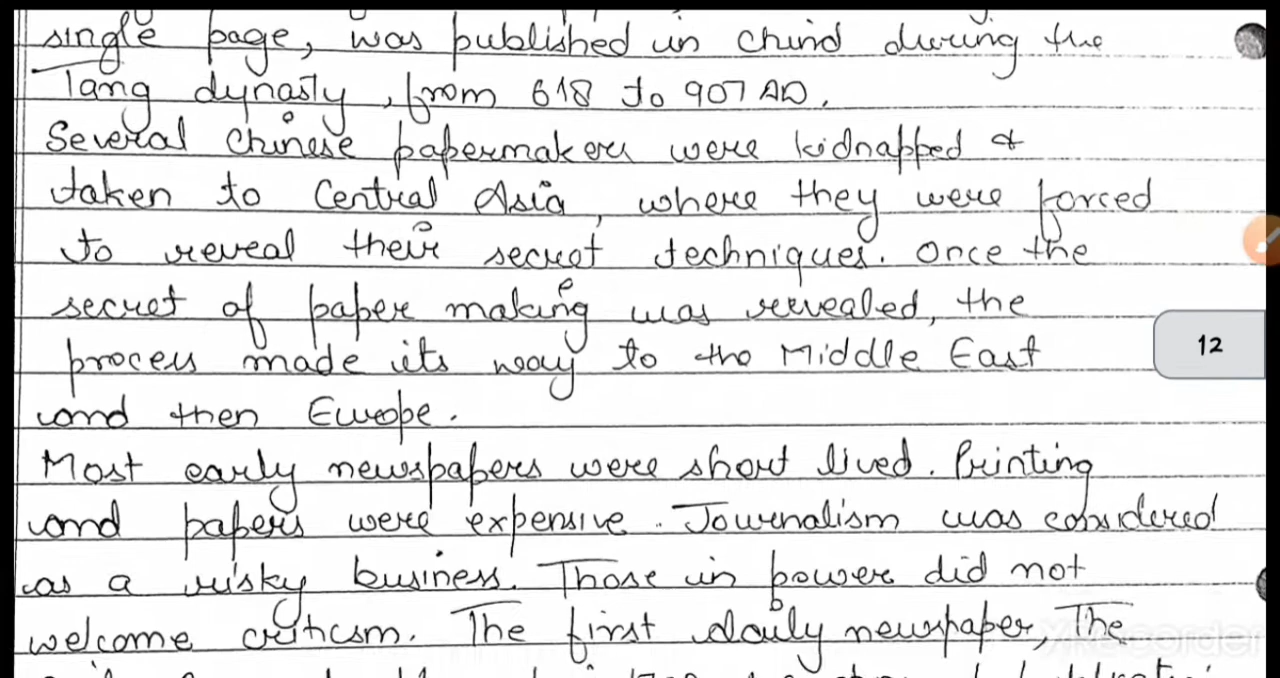 single page, was published in China during the
Tang dynasty, from 618 to 907 AD.
Several Chinese papermakers were kidnapped &
taken to Central Asia, where they were forced
to reveal their secret techniques. Once the
secret of paper making was revealed, the
process made its way to the Middle East
and then Europe.
12
Most early newspapers were short lived. Printing
and papers were expensive. Journalism was considered
as a risky business. Those in power did not
welcome criticsm. The first daily newspaper, The
XRecorder